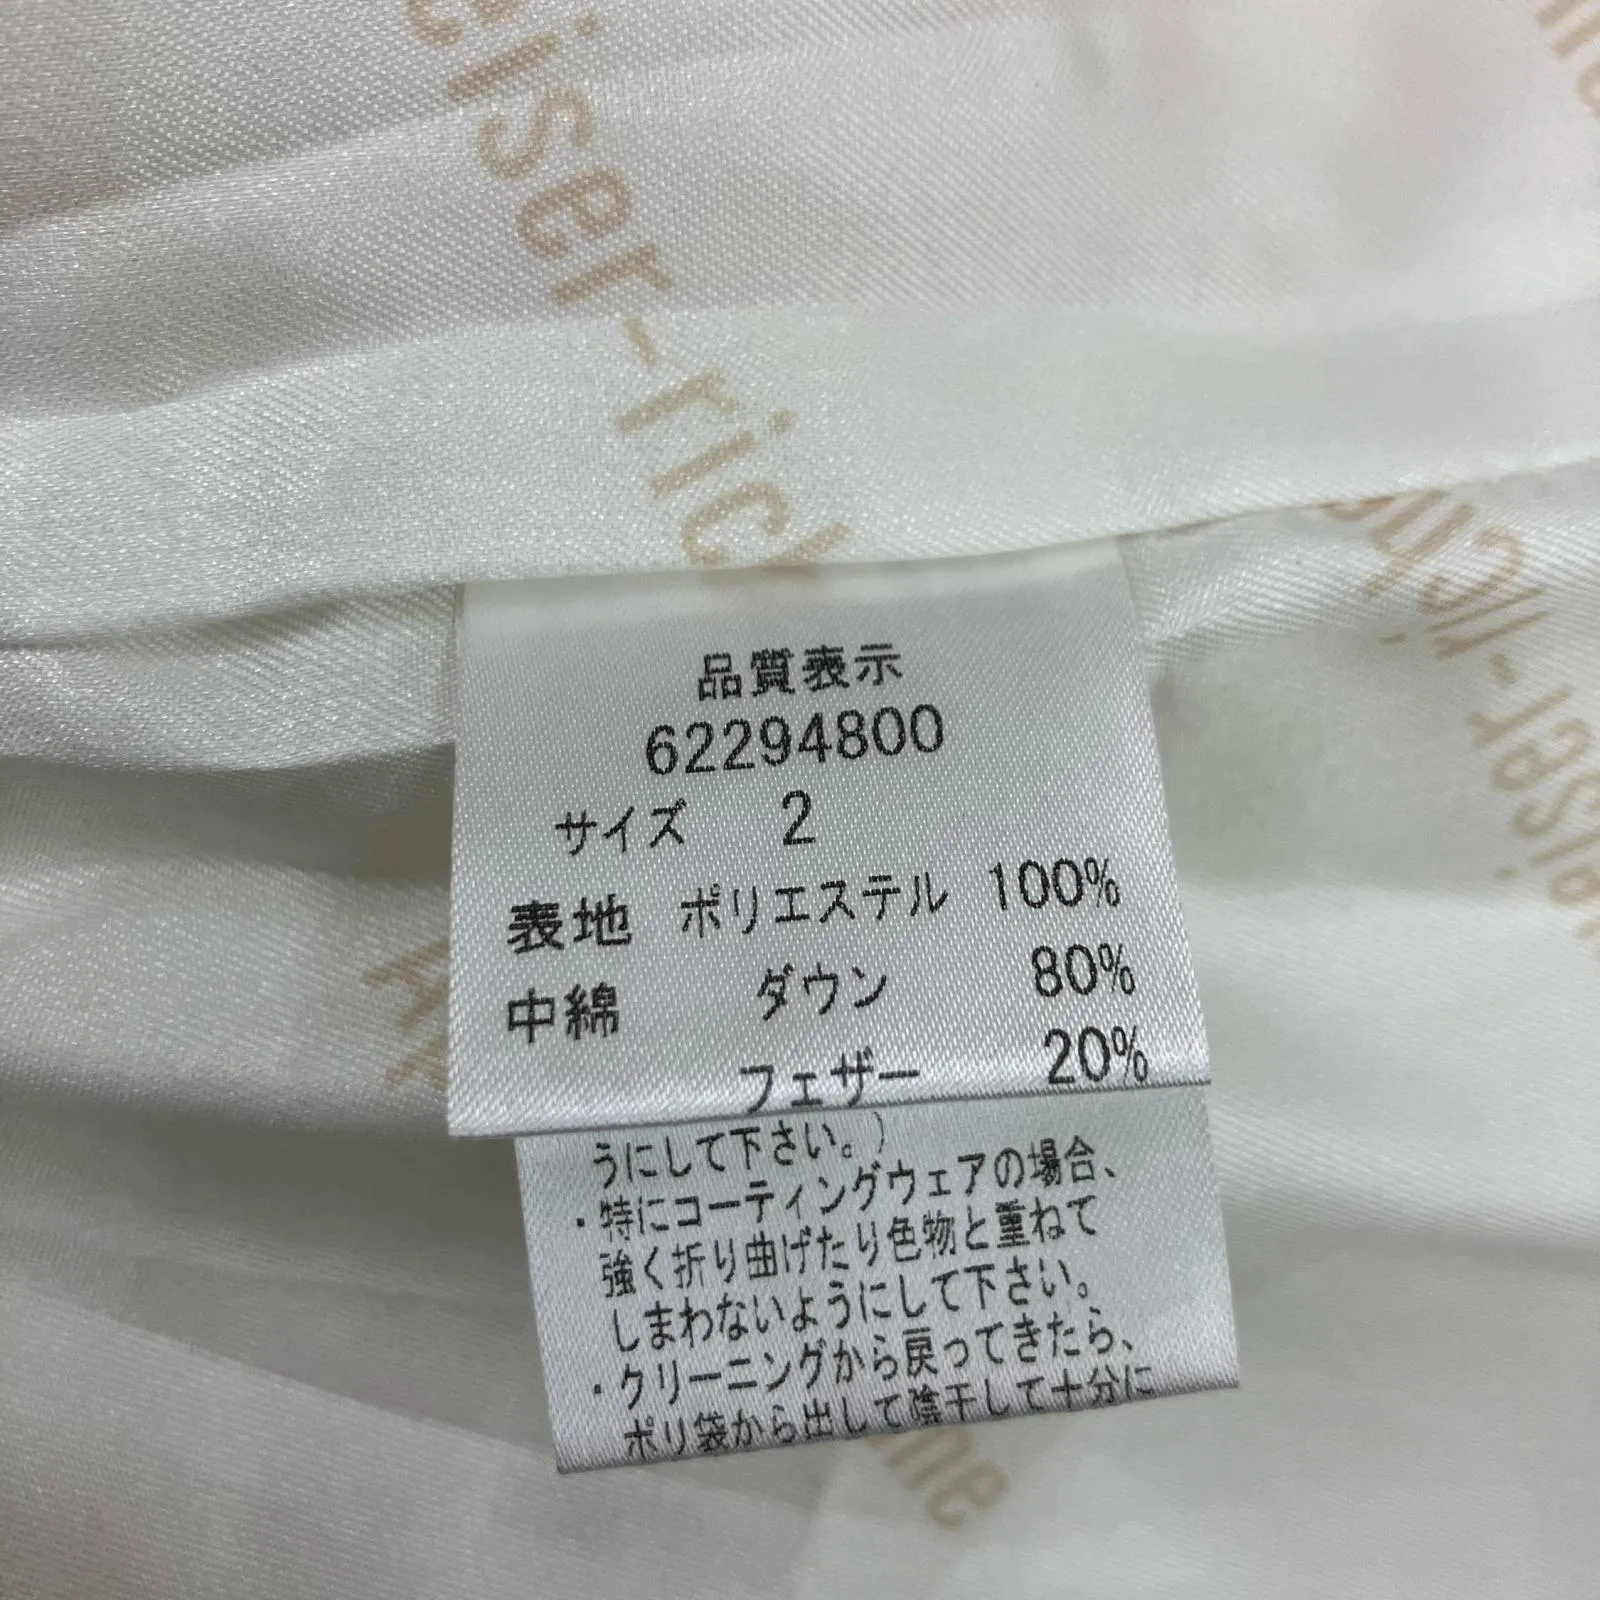 eiser-rich
品質表示
62294800
サイズ 2
表地 ポリエステル 100%
中綿 ダウン 80%
フェザー 20%
うにして下さい。)
・特にコーティングウェアの場合、
強く折り曲げたり色物と重ねて
しまわないようにして下さい。
・クリーニングから戻ってきたら、
ポリ袋から出して陰干して十分に